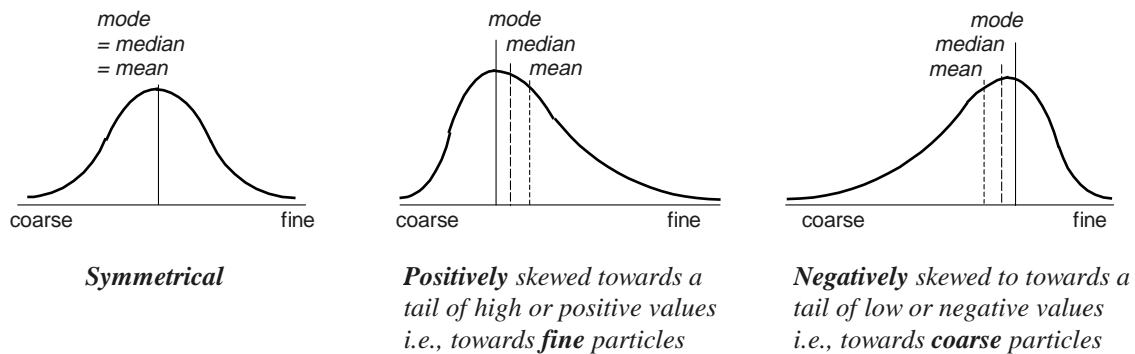 mode
= median
= mean
coarse
fine
Symmetrical
mode
median
mean
coarse
fine
Positively skewed towards a
tail of high or positive values
i.e., towards fine particles
mode
median
mean
coarse
fine
Negatively skewed to towards a
tail of low or negative values
i.e., towards coarse particles